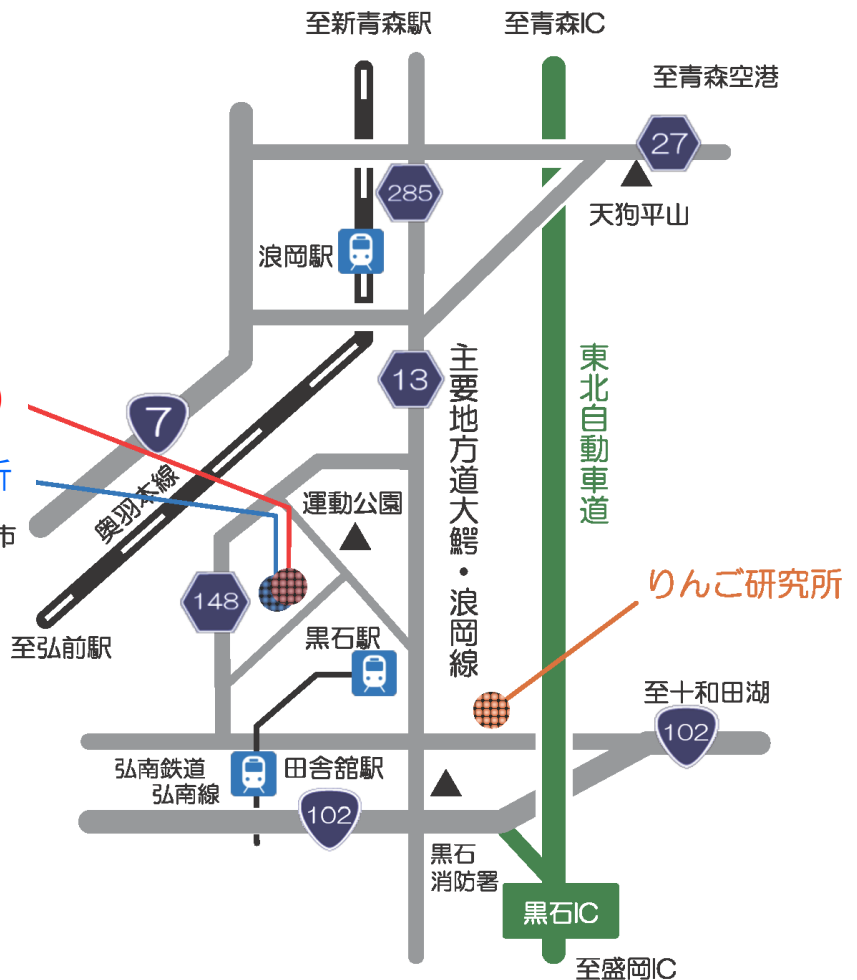 至新青森駅
至青森IC
至青森空港
27
285
天狗平山
浪岡駅
13
主要地方道大鰐・浪岡線
東北自動車道
7
所
奥羽本線
運動公園
市
148
りんご研究所
至弘前駅
黒石駅
至十和田湖
102
弘南鉄道
弘南線
田舎館駅
102
黒石
消防署
黒石IC
至盛岡IC